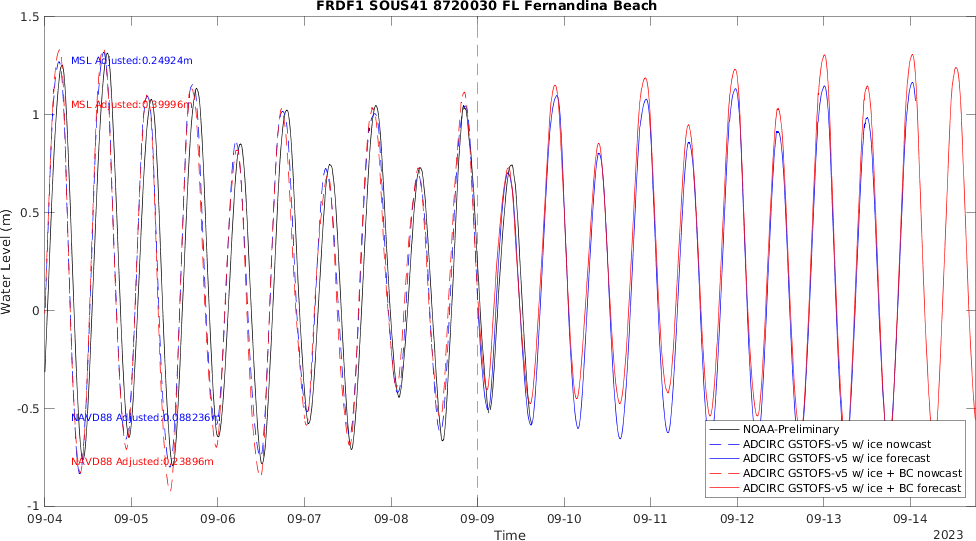 FRDF1 SOUS41 8720030 FL Fernandina Beach
1.5
1
0.5
0
-0.5
-1
Water Level (m)
MSL Adjusted:0.24924m
MSL Adjusted:0.39996m
NAVD88 Adjusted:0.088236m
NAVD88 Adjusted:0.23896m
NOAA-Preliminary
ADCIRC GSTOFS-v5 w/ ice nowcast
ADCIRC GSTOFS-v5 w/ ice forecast
ADCIRC GSTOFS-v5 w/ ice + BC nowcast
ADCIRC GSTOFS-v5 w/ ice + BC forecast
09-04 09-05 09-06 09-07 09-08 09-09 09-10 09-11 09-12 09-13 09-14
Time
2023